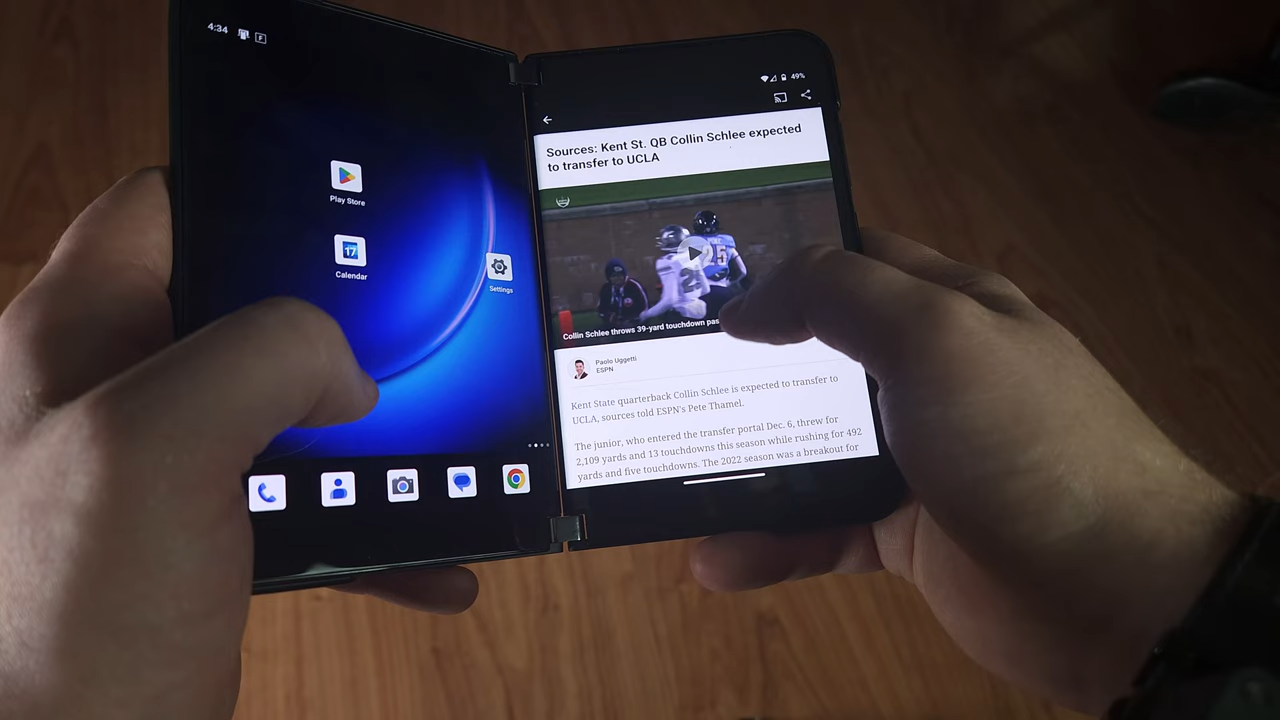 4:34
49%
Play Store
17
Calendar
Settings
Sources: Kent St. QB Collin Schlee expected
to transfer to UCLA
25
2
Collin Schlee throws 39-yard touchdown pas
Paolo Uggetti
ESPN
Kent State quarterback Collin Schlee is expected to transfer to
UCLA, sources told ESPN's Pete Thamel.
The junior, who entered the transfer portal Dec. 6, threw for
2,109 yards and 13 touchdowns this season while rushing for 492
yards and five touchdowns. The 2022 season was a breakout for